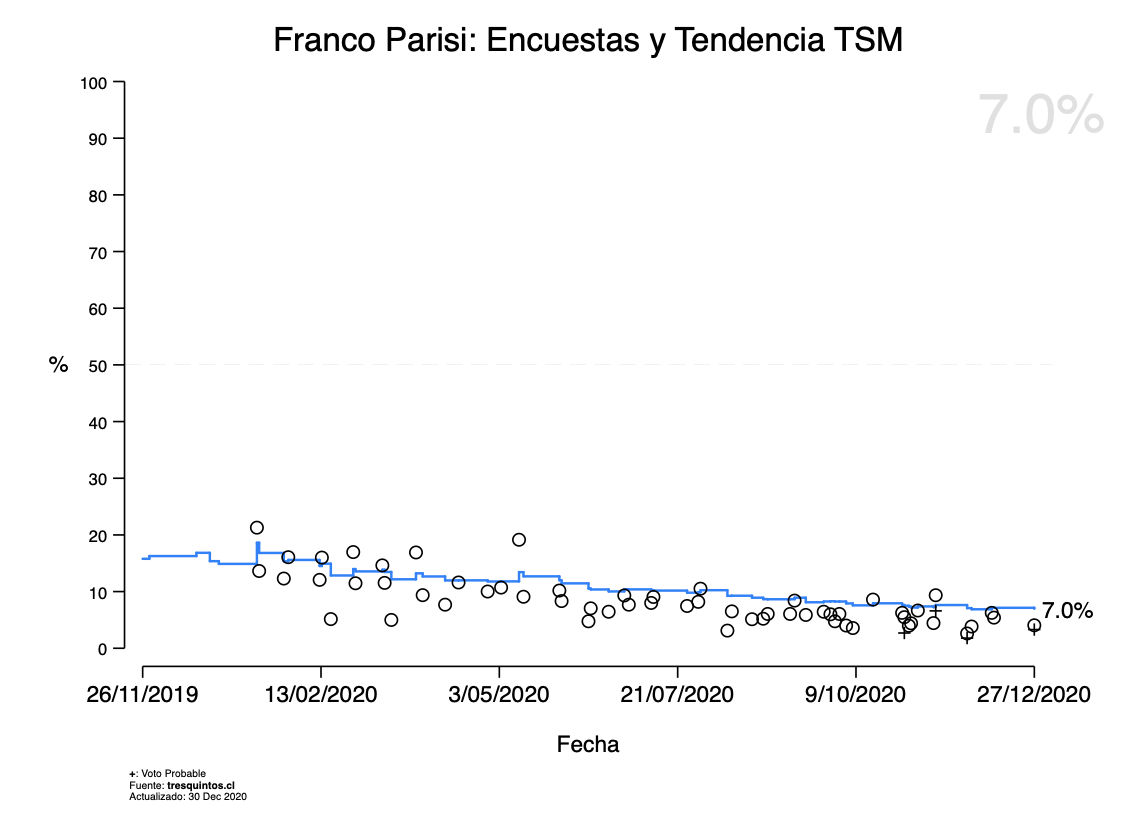 Franco Parisi: Encuestas y Tendencia TSM
7.0%
100
90
80
70
60
% 50
40
30
20
10
0
7.0%
26/11/2019 13/02/2020 3/05/2020 21/07/2020 9/10/2020 27/12/2020
Fecha
+: Voto Probable
Fuente: tresquintos.cl
Actualizado: 30 Dec 2020